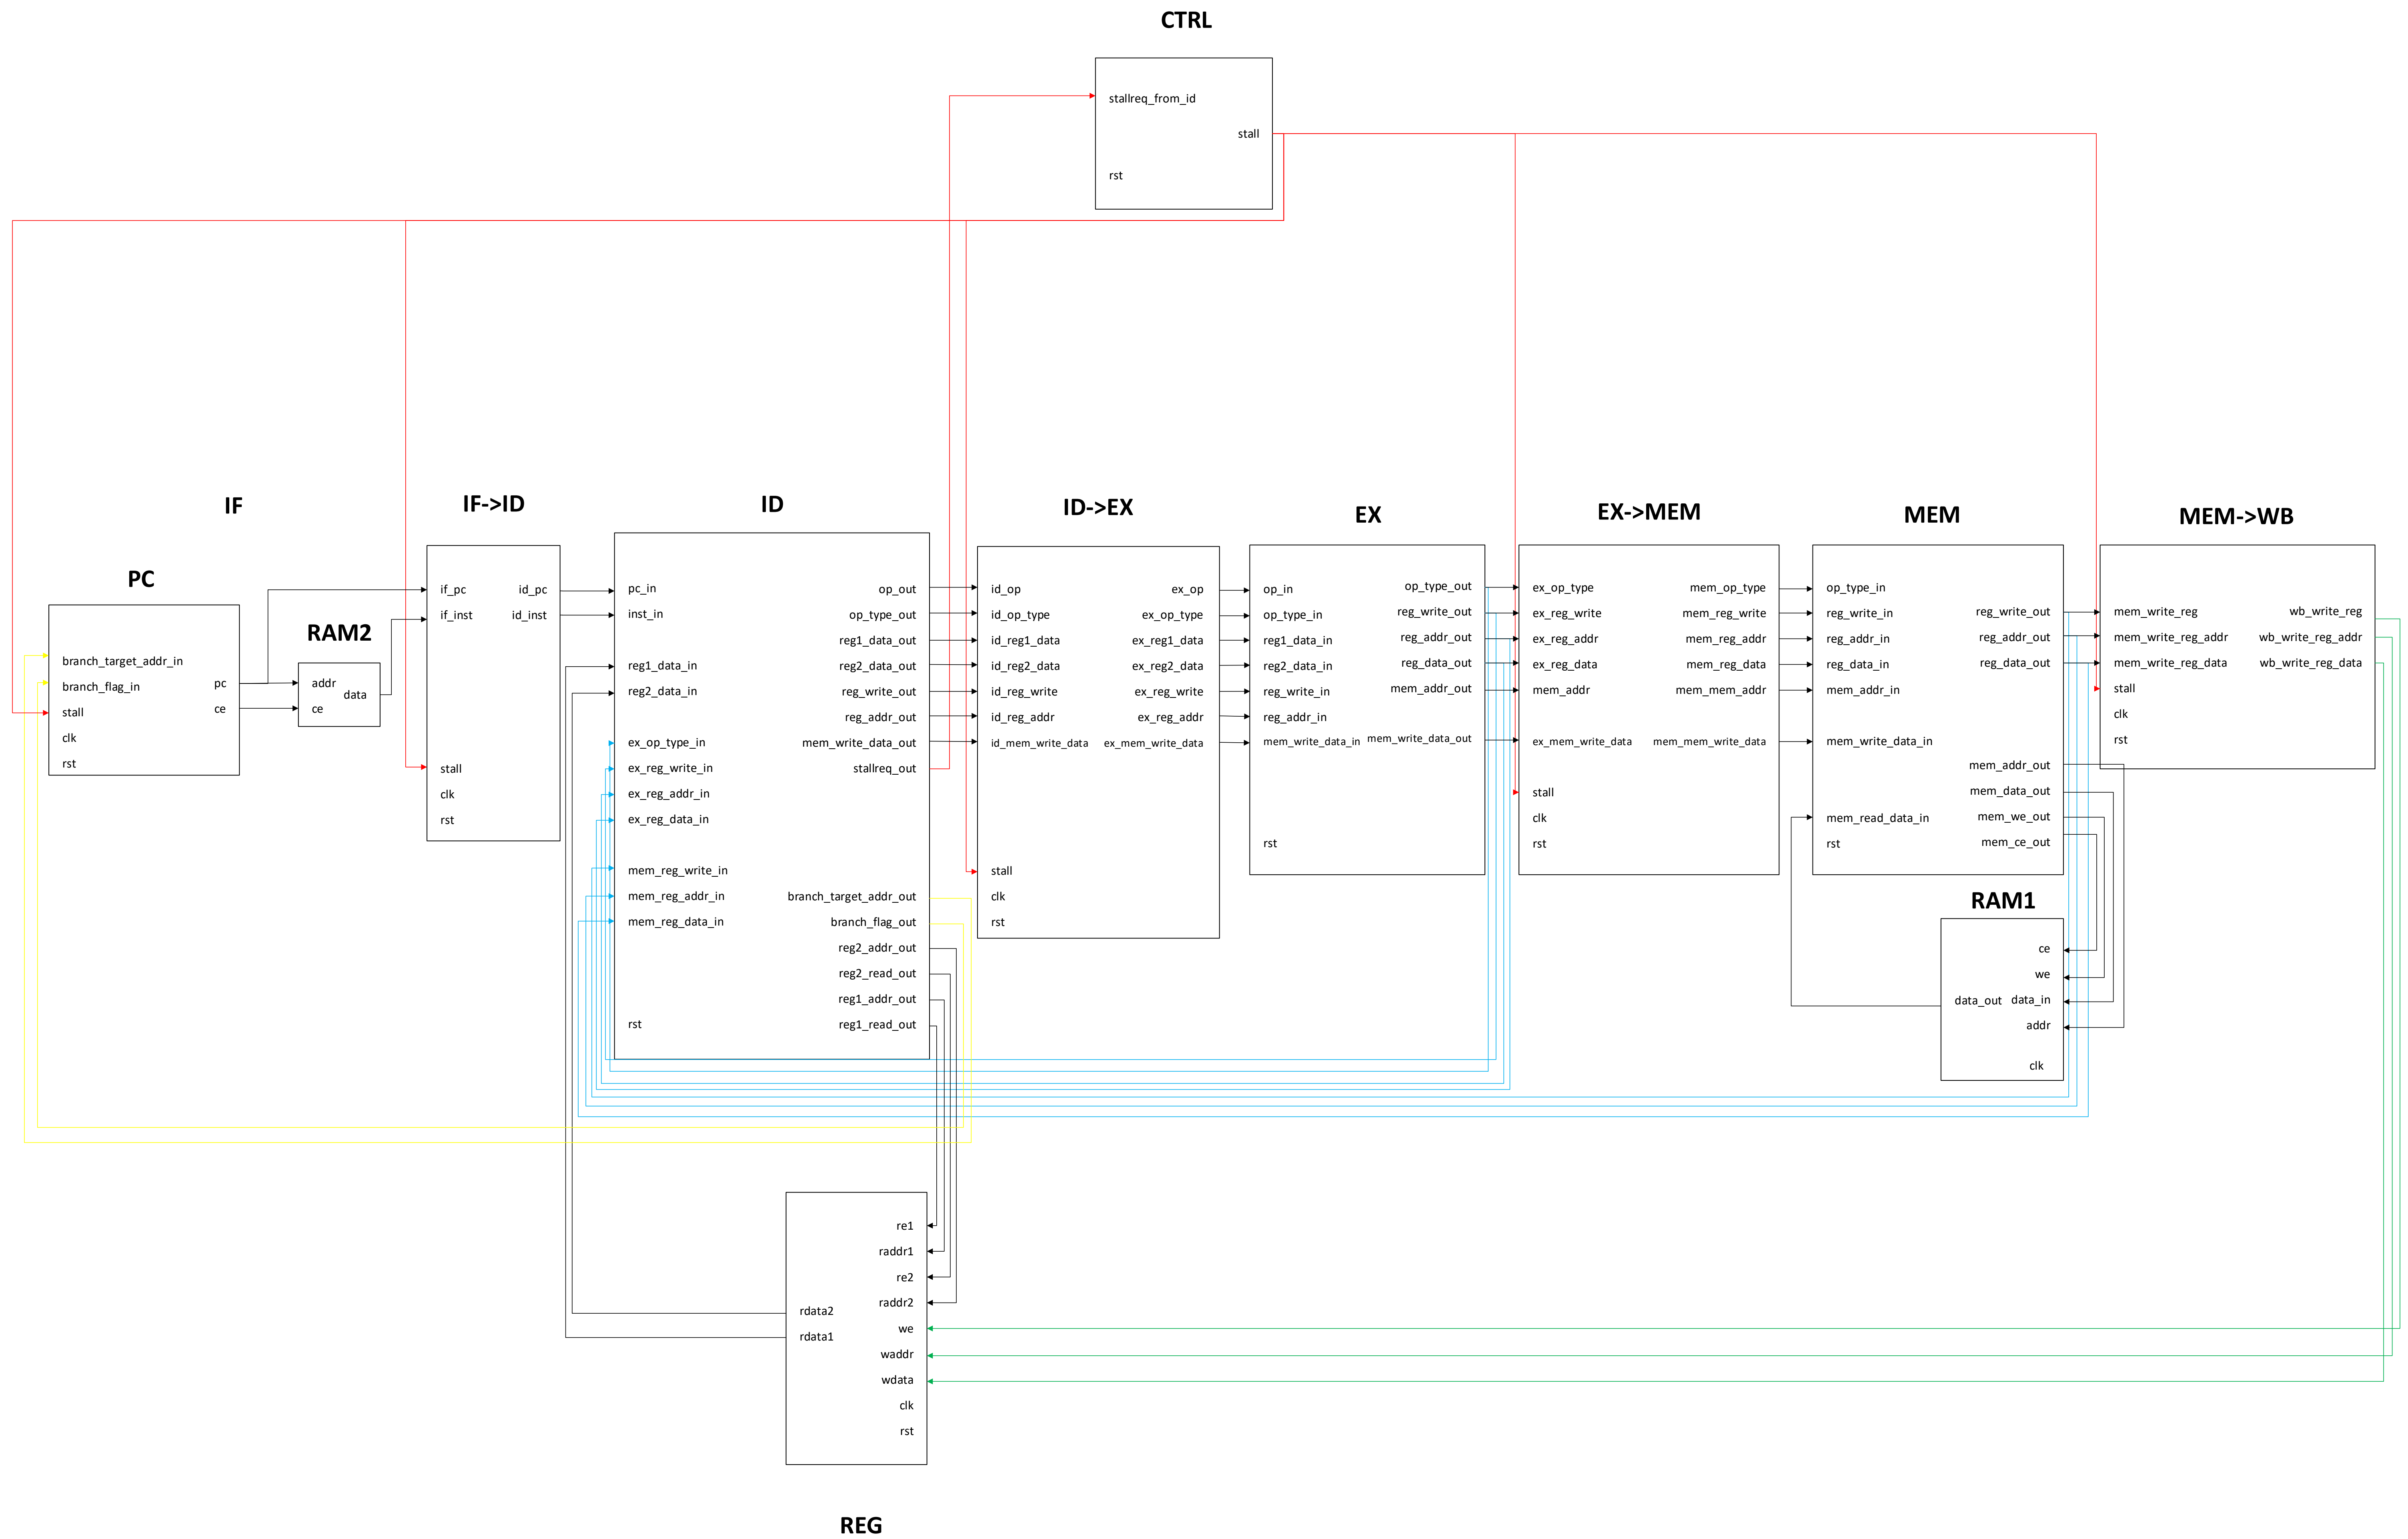 CTRL
stallreq_from_id
stall
rst
IF
PC
branch_target_addr_in
branch_flag_in
stall
clk
rst
pc
ce
RAM2
addr
ce
data
IF->ID
if_pc
if_inst
stall
clk
rst
id_pc
id_inst
ID
pc_in
inst_in
reg1_data_in
reg2_data_in
ex_op_type_in
ex_reg_write_in
ex_reg_addr_in
ex_reg_data_in
mem_reg_write_in
mem_reg_addr_in
mem_reg_data_in
rst
op_out
op_type_out
reg1_data_out
reg2_data_out
reg_write_out
reg_addr_out
mem_write_data_out
stallreq_out
branch_target_addr_out
branch_flag_out
reg2_addr_out
reg2_read_out
reg1_addr_out
reg1_read_out
ID->EX
id_op
id_op_type
id_reg1_data
id_reg2_data
id_reg_write
id_reg_addr
id_mem_write_data
stall
clk
rst
ex_op
ex_op_type
ex_reg1_data
ex_reg2_data
ex_reg_write
ex_reg_addr
ex_mem_write_data
EX
op_in
op_type_in
reg1_data_in
reg2_data_in
reg_write_in
reg_addr_in
mem_write_data_in
rst
op_type_out
reg_write_out
reg_addr_out
reg_data_out
mem_addr_out
mem_write_data_out
EX->MEM
ex_op_type
ex_reg_write
ex_reg_addr
ex_reg_data
mem_addr
ex_mem_write_data
stall
clk
rst
mem_op_type
mem_reg_write
mem_reg_addr
mem_reg_data
mem_mem_addr
mem_mem_write_data
MEM
op_type_in
reg_write_in
reg_addr_in
reg_data_in
mem_addr_in
mem_write_data_in
mem_read_data_in
rst
reg_write_out
reg_addr_out
reg_data_out
mem_addr_out
mem_data_out
mem_we_out
mem_ce_out
RAM1
ce
we
data_out
data_in
addr
clk
MEM->WB
mem_write_reg
mem_write_reg_addr
mem_write_reg_data
stall
clk
rst
wb_write_reg
wb_write_reg_addr
wb_write_reg_data
re1
raddr1
re2
raddr2
we
waddr
wdata
clk
rst
rdata2
rdata1
REG